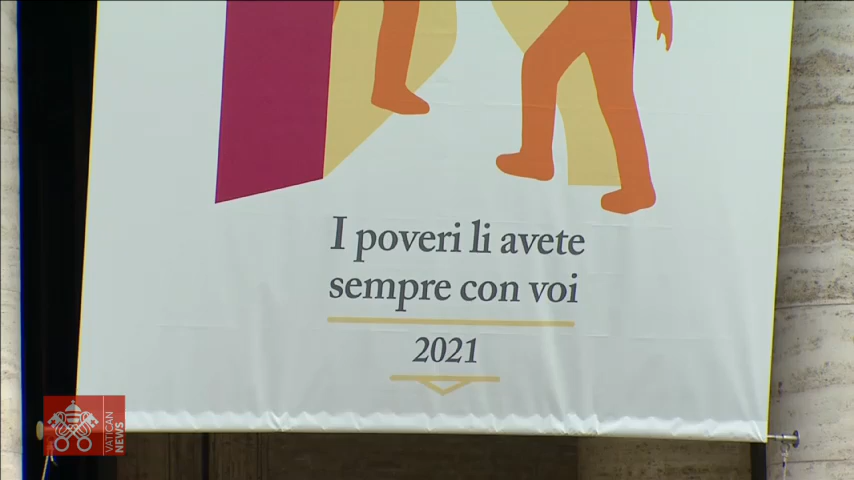 I poveri li avete
sempre con voi
2021
VATICAN
NEWS